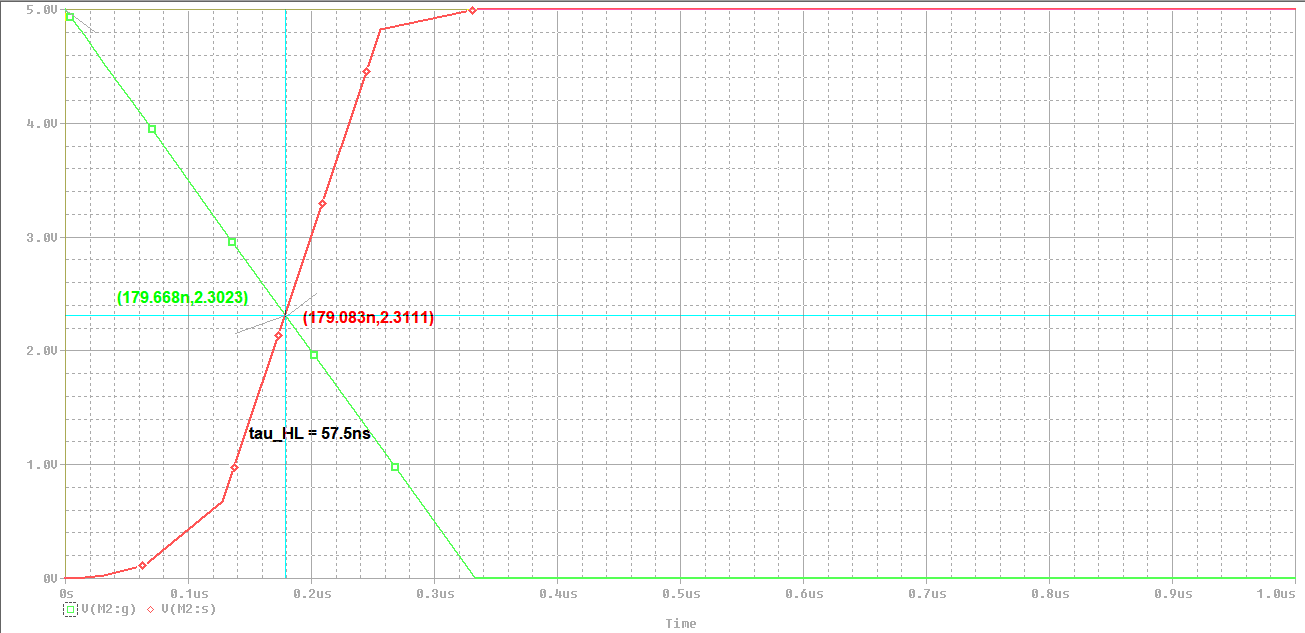 5.0V
4.0V
3.0V
(179.668n,2.3023)
(179.083n,2.3111)
2.0V
tau_HL = 57.5ns
1.0V
0V
0s 0.1us 0.2us 0.3us 0.4us 0.5us 0.6us 0.7us 0.8us 0.9us 1.0us
V(M2:g) V(M2:s)
Time